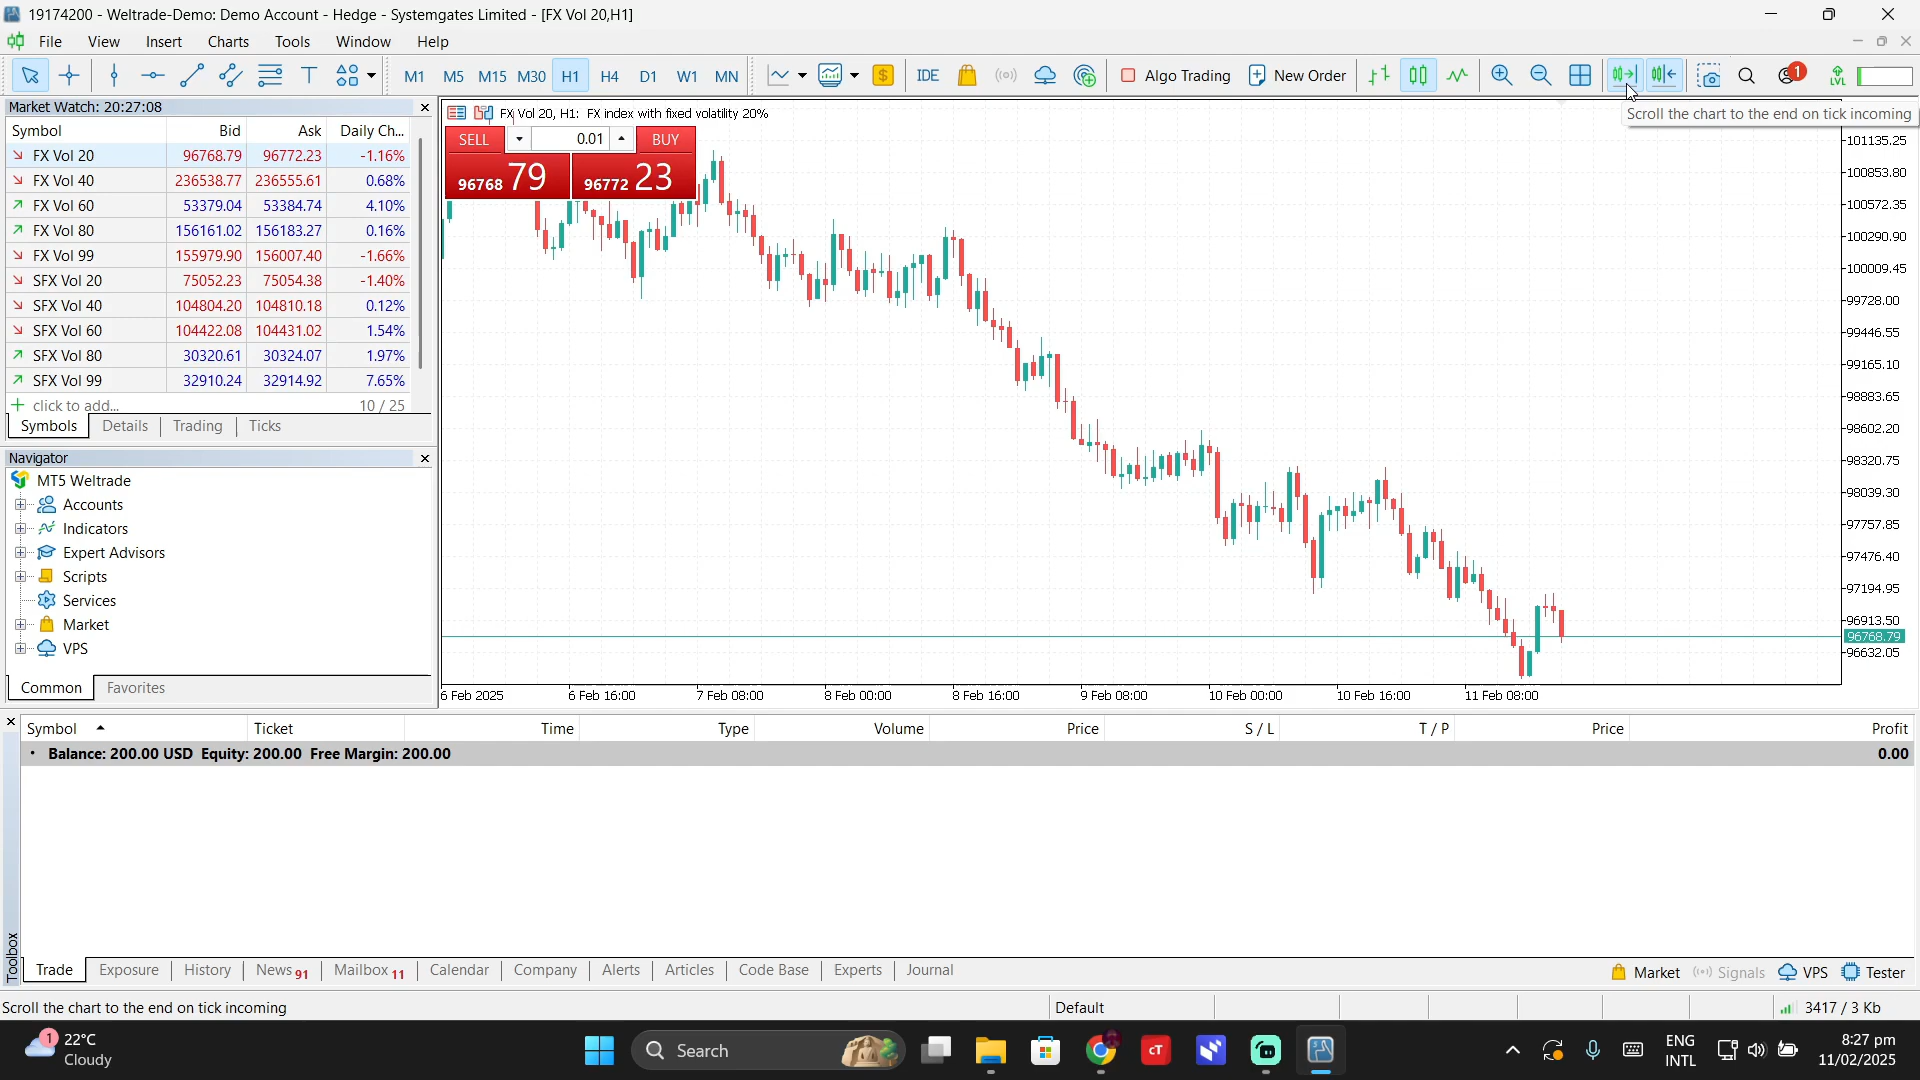 19174200 - Weltrade-Demo: Demo Account - Hedge - Systemgates Limited - [FX Vol 20,H1]
File View Insert Charts Tools Window Help
M1 M5 M15 M30 H1 H4 D1 W1 MN IDE Algo Trading New Order 1 LVL
Market Watch: 20:27:08
Symbol Bid Ask Daily Ch...
FX Vol 20 96768.79 96772.23 -1.16%
FX Vol 40 236538.77 236555.61 0.68%
FX Vol 60 53379.04 53384.74 4.10%
FX Vol 80 156161.02 156183.27 0.16%
FX Vol 99 155979.90 156007.40 -1.66%
SFX Vol 20 75052.23 75054.38 -1.40%
SFX Vol 40 104804.20 104810.18 0.12%
SFX Vol 60 104422.08 104431.02 1.54%
SFX Vol 80 30320.61 30324.07 1.97%
SFX Vol 99 32910.24 32914.92 7.65%
click to add... 10 / 25
Symbols Details Trading Ticks
Navigator
MT5 Weltrade
Accounts
Indicators
Expert Advisors
Scripts
Services
Market
VPS
Common Favorites
FX Vol 20, H1: FX index with fixed volatility 20%
SELL 0.01 BUY
96768 79 96772 23
Scroll the chart to the end on tick incoming
101135.25
100853.80
100572.35
100290.90
100009.45
99728.00
99446.55
99165.10
98883.65
98602.20
98320.75
98039.30
97757.85
97476.40
97194.95
96913.50
96768.79
96632.05
6 Feb 2025 6 Feb 16:00 7 Feb 08:00 8 Feb 00:00 8 Feb 16:00 9 Feb 08:00 10 Feb 00:00 10 Feb 16:00 11 Feb 08:00
Symbol Ticket Time Type Volume Price S / L T / P Price Profit
Balance: 200.00 USD Equity: 200.00 Free Margin: 200.00 0.00
Toolbox
Trade Exposure History News 91 Mailbox 11 Calendar Company Alerts Articles Code Base Experts Journal Market Signals VPS Tester
Scroll the chart to the end on tick incoming Default 3417 / 3 Kb
1 22°C
Cloudy
Search
cT
ENG
INTL
8:27 pm
11/02/2025